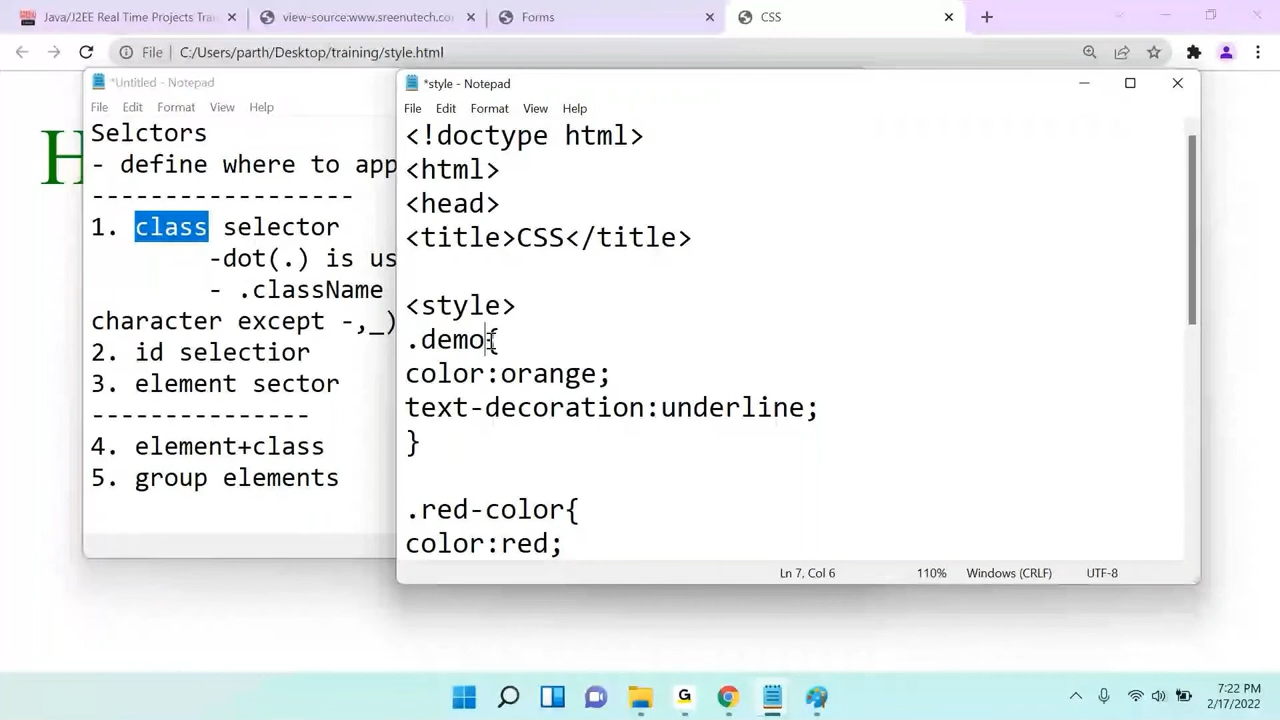 Java/J2EE Real Time Projects Tra
view-source:www.sreenutech.com
Forms
CSS
File
C:/Users/parth/Desktop/training/style.html
*Untitled - Notepad
File Edit Format View Help
Selctors
- define where to app
------------------
1. class selector
-dot(.) is us
- .className
character except -,_)
2. id selectior
3. element sector
---------------
4. element+class
5. group elements
*style - Notepad
File Edit Format View Help
<!doctype html>
<html>
<head>
<title>CSS</title>
<style>
.demo{
color:orange;
text-decoration:underline;
}
.red-color{
color:red;
Ln 7, Col 6
110%
Windows (CRLF)
UTF-8
H
G
7:22 PM
2/17/2022